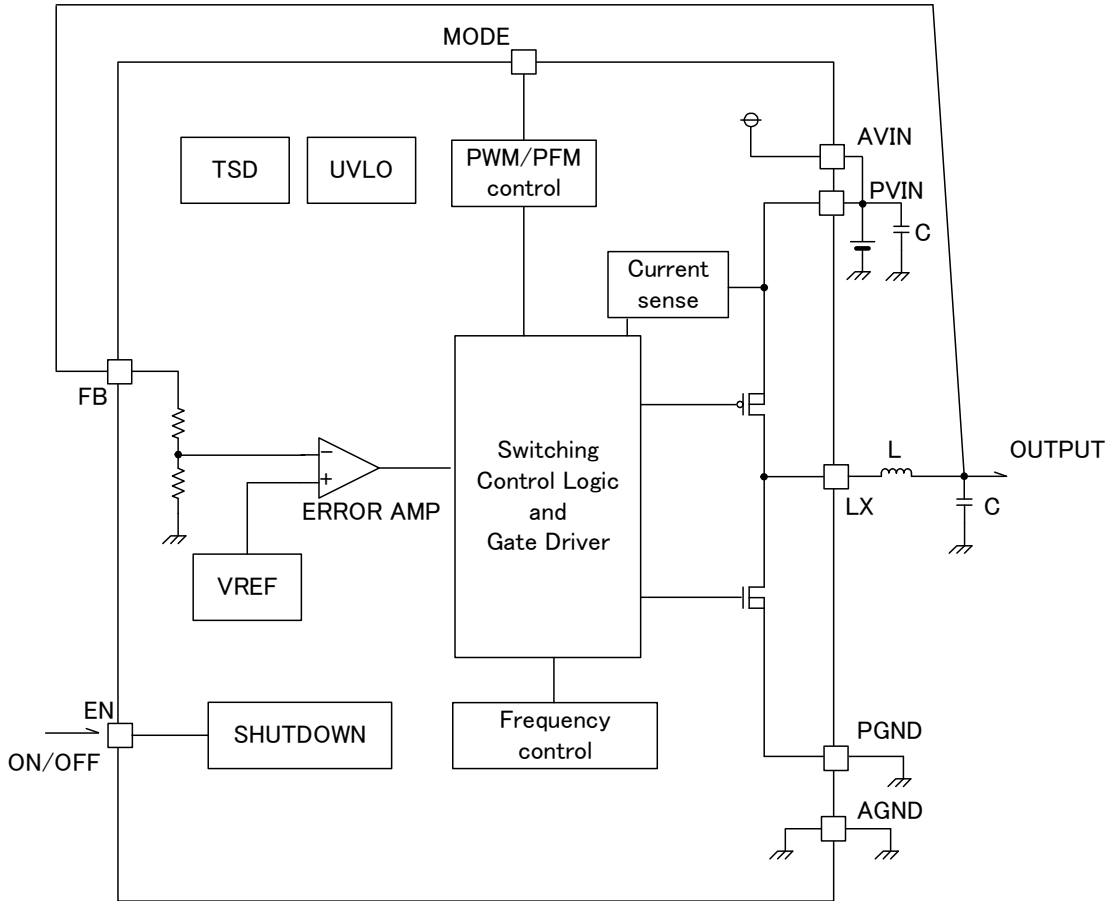 MODE
AVIN
TSD
UVLO
PWM/PFM
control
PVIN
C
Current
sense
FB
Switching
Control Logic
and
Gate Driver
L
OUTPUT
−
+
ERROR AMP
LX
C
VREF
EN
ON/OFF
SHUTDOWN
Frequency
control
PGND
AGND